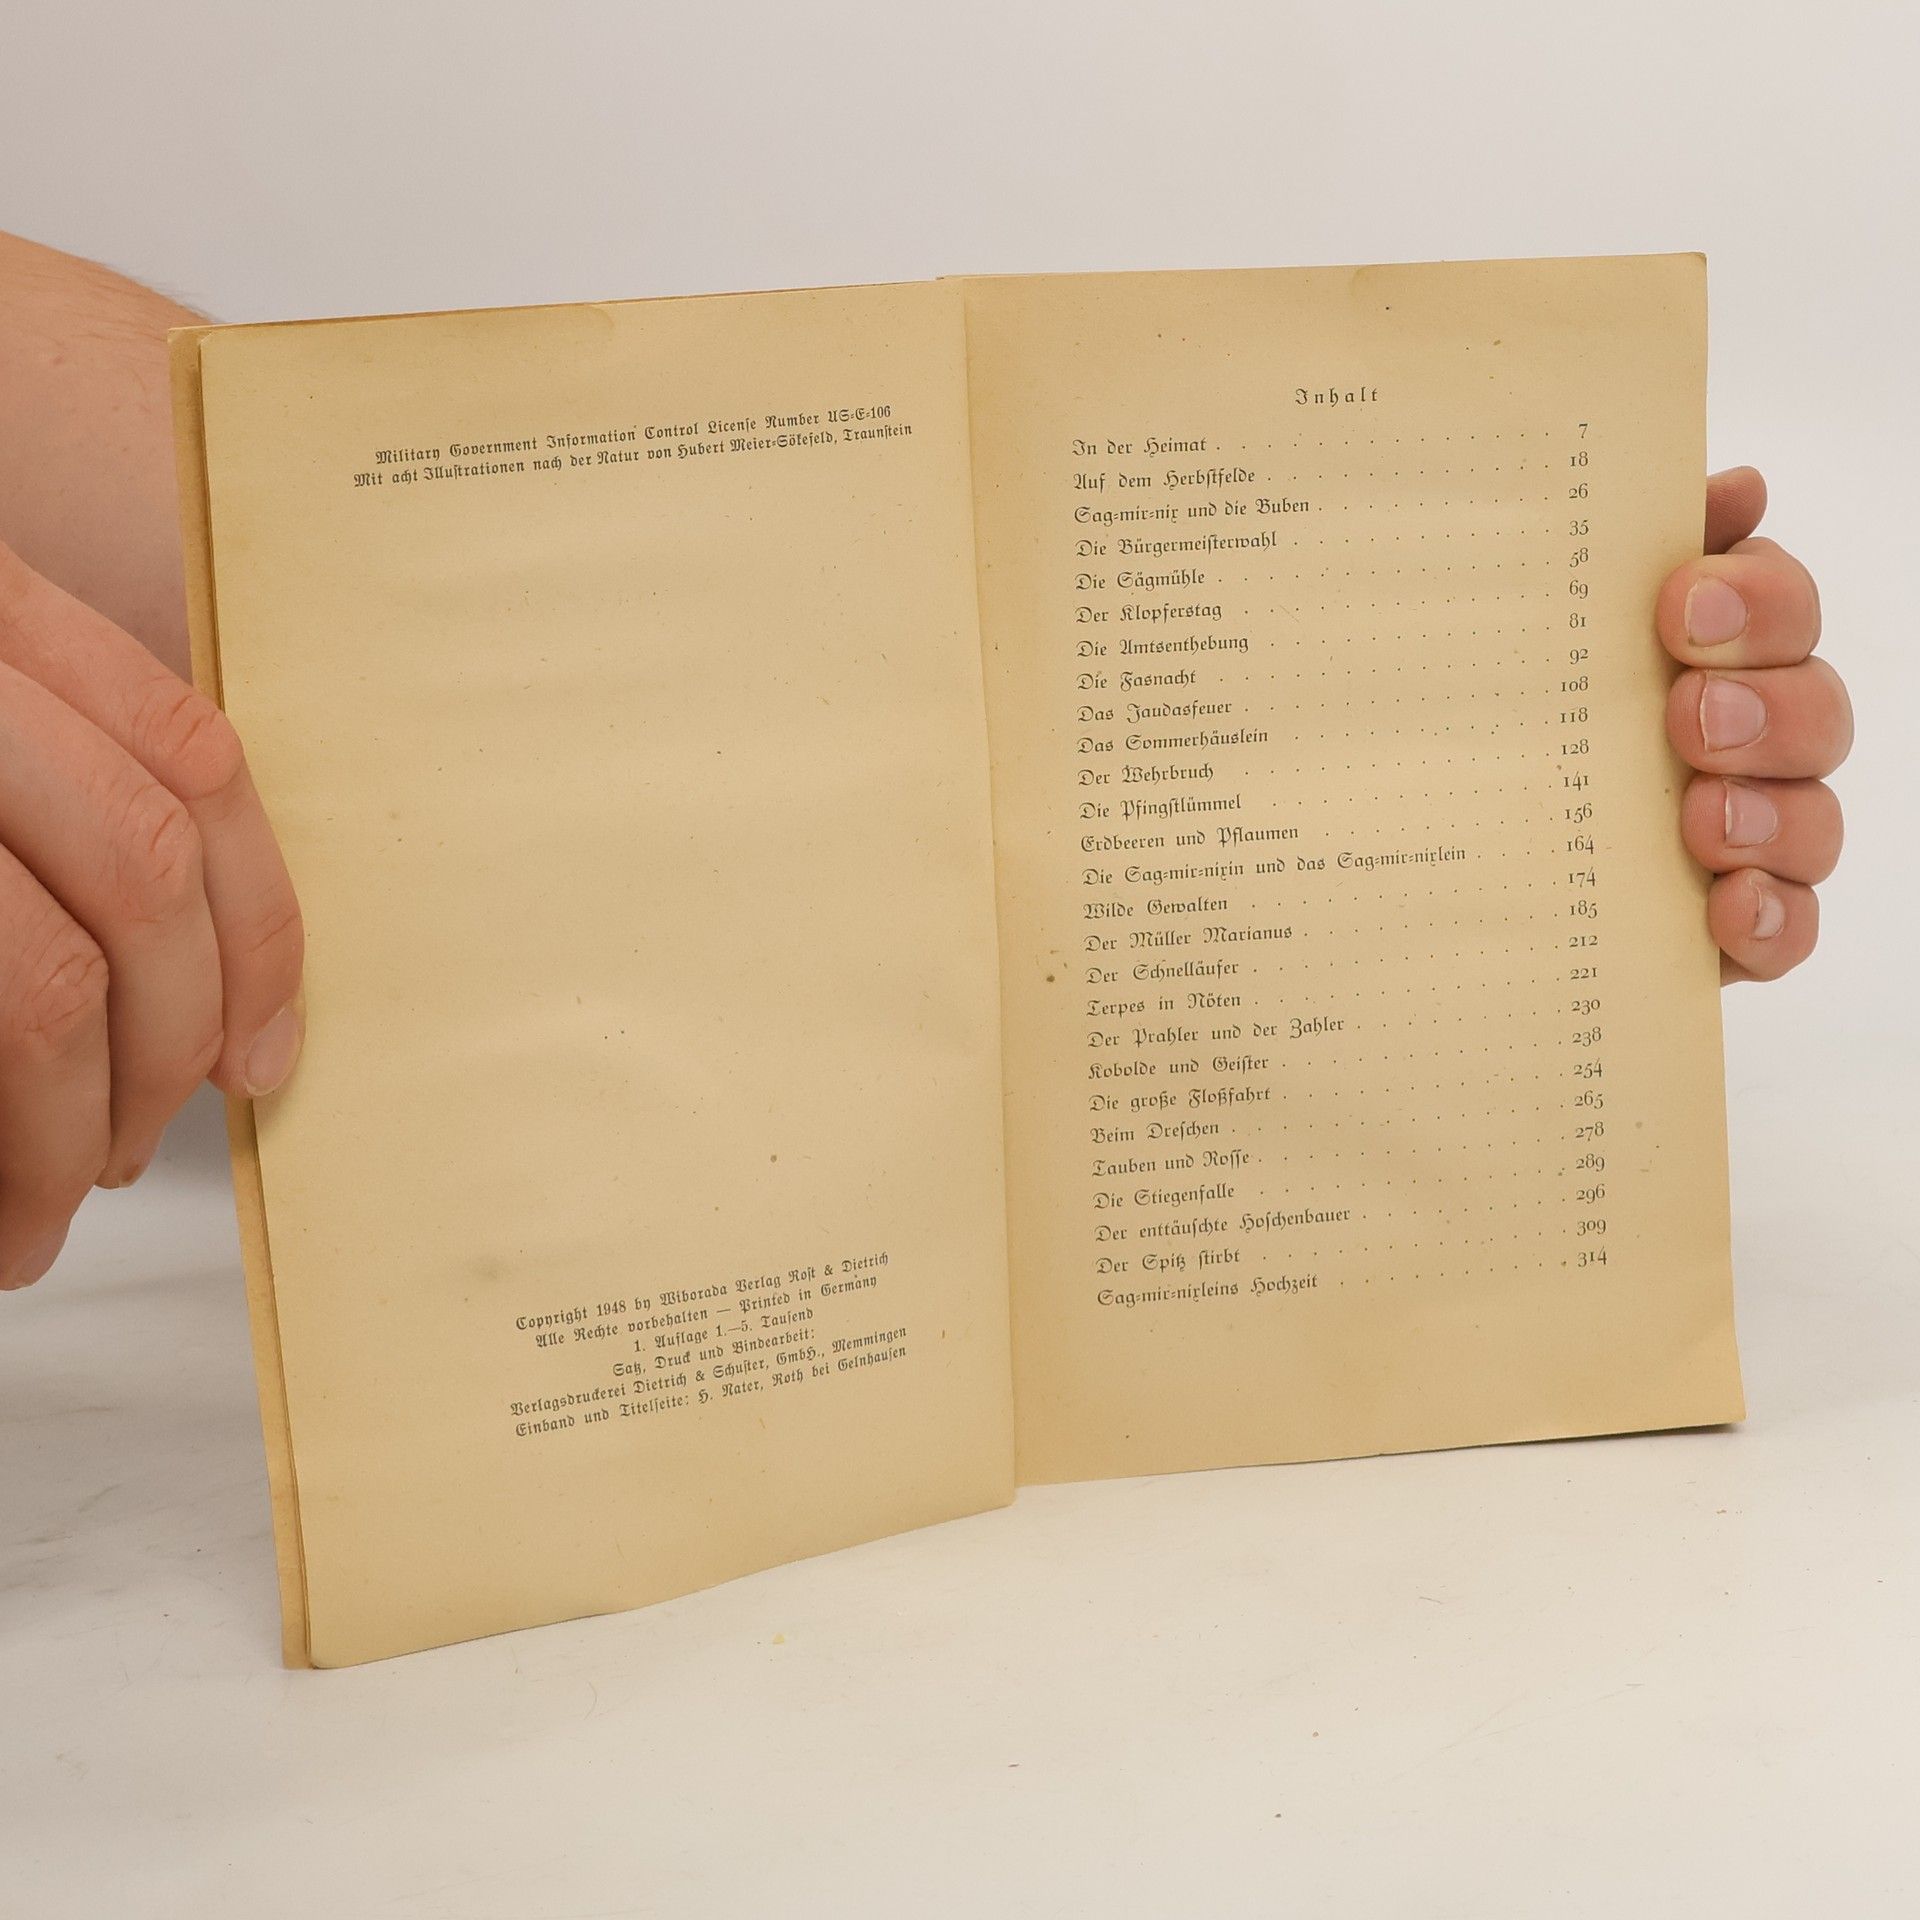 Military Government Information Control License Number US=E=106
Mit acht Illustrationen nach der Natur von Hubert Meier=Sökefeld, Traunstein
Copyright 1948 by Wiborada Verlag Rost & Dietrich
Alle Rechte vorbehalten — Printed in Germany
1. Auflage 1.—5. Tausend
Satz, Druck und Bindearbeit:
Verlagsdruckerei Dietrich & Schuster, GmbH., Memmingen
Einband und Titelseite: H. Nater, Roth bei Gelnhausen
Inhalt
In der Heimat . . . . . . . . . . . . . . 7
Auf dem Herbstfelde . . . . . . . . . . . . 18
Sag=mir=nix und die Buben . . . . . . . . . . 26
Die Bürgermeisterwahl . . . . . . . . . . . 35
Die Sägmühle . . . . . . . . . . . . . . 58
Der Klopferstag . . . . . . . . . . . . . 69
Die Amtsenthebung . . . . . . . . . . . . 81
Die Fasnacht . . . . . . . . . . . . . . 92
Das Jaudasfeuer . . . . . . . . . . . . . 108
Das Sommerhäuslein . . . . . . . . . . . 118
Der Wehrbruch . . . . . . . . . . . . . 128
Die Pfingstlümmel . . . . . . . . . . . . 141
Erdbeeren und Pflaumen . . . . . . . . . . 156
Die Sag=mir=nixin und das Sag=mir=nixlein . . . . 164
Wilde Gewalten . . . . . . . . . . . . . 174
Der Müller Marianus . . . . . . . . . . . 185
Der Schnelläufer . . . . . . . . . . . . . 212
Terpes in Nöten . . . . . . . . . . . . . 221
Der Prahler und der Zahler . . . . . . . . . 230
Kobolde und Geister . . . . . . . . . . . . 238
Die große Floßfahrt . . . . . . . . . . . . 254
Beim Dreschen . . . . . . . . . . . . . . 265
Tauben und Rosse . . . . . . . . . . . . . 278
Die Stiegenfalle . . . . . . . . . . . . . 289
Der enttäuschte Hoschenbauer . . . . . . . . . 296
Der Spitz stirbt . . . . . . . . . . . . . 309
Sag=mir=nixleins Hochzeit . . . . . . . . . . 314